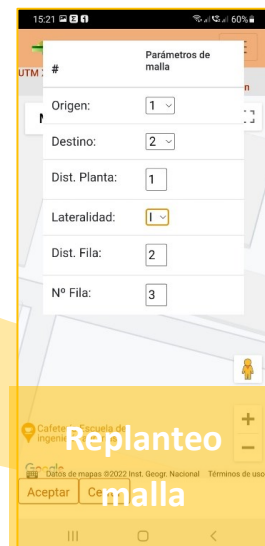 15:21 60%
UTM
n
#
Parámetros de
malla
Origen: 1
Destino: 2
Dist. Planta: 1
Lateralidad: I
Dist. Fila: 2
Nº Fila: 3
Cafetería Escuela de
Replanteo
Google
Datos de mapas ©2022 Inst. Geogr. Nacional Términos de uso
Aceptar
malla